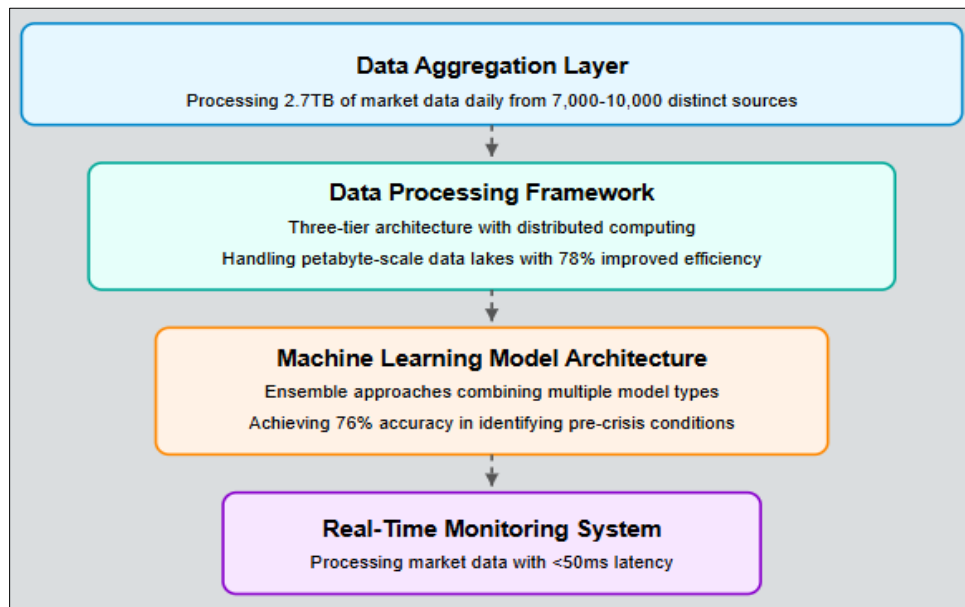 Data Aggregation Layer
Processing 2.7TB of market data daily from 7,000-10,000 distinct sources
Data Processing Framework
Three-tier architecture with distributed computing
Handling petabyte-scale data lakes with 78% improved efficiency
Machine Learning Model Architecture
Ensemble approaches combining multiple model types
Achieving 76% accuracy in identifying pre-crisis conditions
Real-Time Monitoring System
Processing market data with <50ms latency